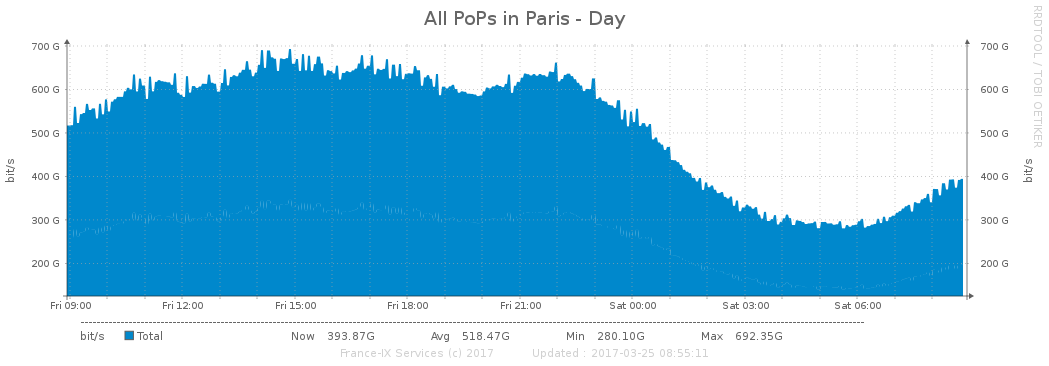 All PoPs in Paris - Day
RRDTOOL / TOBI OETIKER
bit/s
700 G 700 G
600 G 600 G
500 G 500 G
400 G 400 G
300 G 300 G
200 G 200 G
bit/s
Fri 09:00 Fri 12:00 Fri 15:00 Fri 18:00 Fri 21:00 Sat 00:00 Sat 03:00 Sat 06:00
bit/s Total Now 393.87G Avg 518.47G Min 280.10G Max 692.35G
France-IX Services (c) 2017 Updated : 2017-03-25 08:55:11